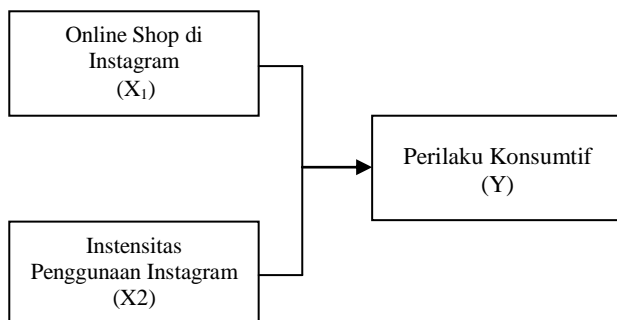 Online Shop di
Instagram
(X₁)
Perilaku Konsumtif
(Y)
Instensitas
Penggunaan Instagram
(X2)